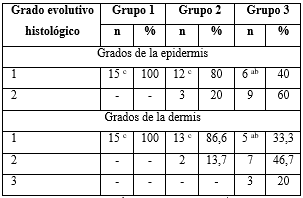 Grado evolutivo histológico Grupo 1 Grupo 2 Grupo 3
n % n % n %
Grados de la epidermis
1 15 c 100 12 c 80 6 ab 40
2 - - 3 20 9 60
Grados de la dermis
1 15 c 100 13 c 86,6 5 ab 33,3
2 - - 2 13,7 7 46,7
3 - - - - 3 20